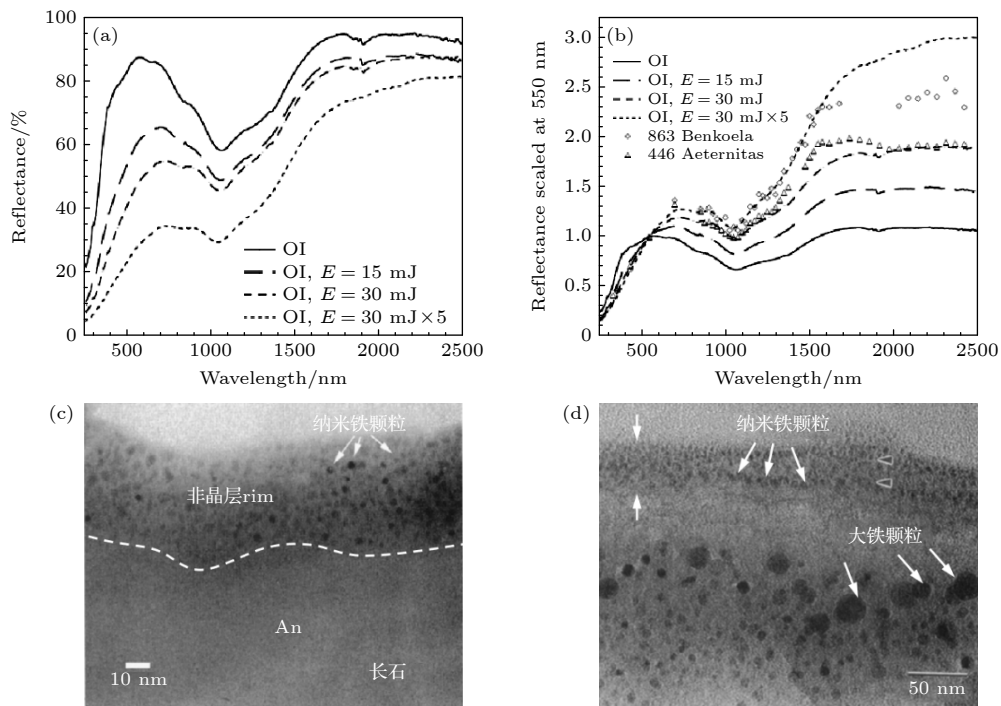 (a)
100
80
60
40
20
0
500
1000
1500
2000
2500
Reflectance/%
Wavelength/nm
OI
OI, E = 15 mJ
OI, E = 30 mJ
OI, E = 30 mJ×5
(b)
3.0
2.5
2.0
1.5
1.0
0.5
0
500
1000
1500
2000
2500
Reflectance scaled at 550 nm
Wavelength/nm
OI
OI, E = 15 mJ
OI, E = 30 mJ
OI, E = 30 mJ×5
863 Benkoela
446 Aeternitas
(c)
纳米铁颗粒
非晶层rim
An
长石
10 nm
(d)
纳米铁颗粒
大铁颗粒
50 nm